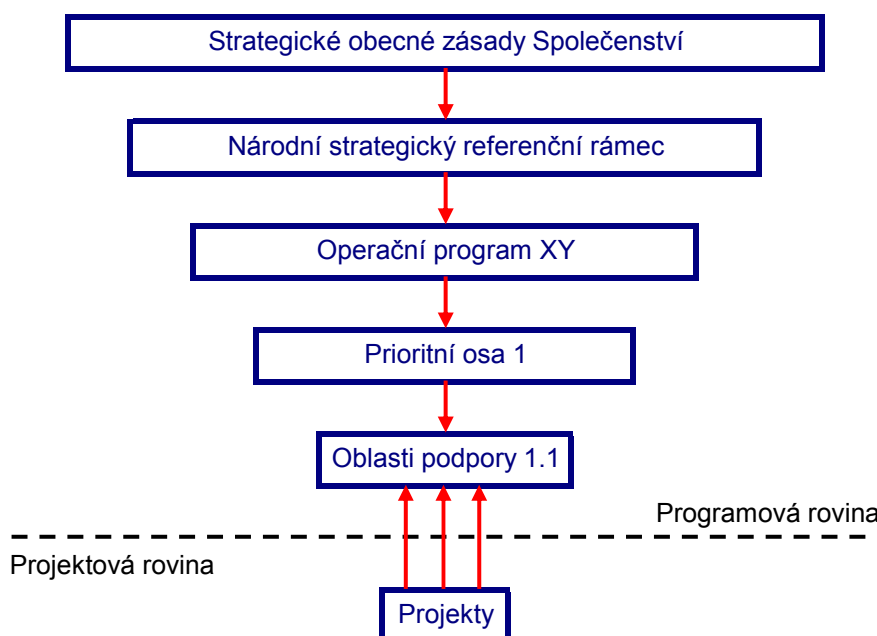 Strategické obecné zásady Společenství
Národní strategický referenční rámec
Operační program XY
Prioritní osa 1
Oblasti podpory 1.1
Programová rovina
Projektová rovina
Projekty